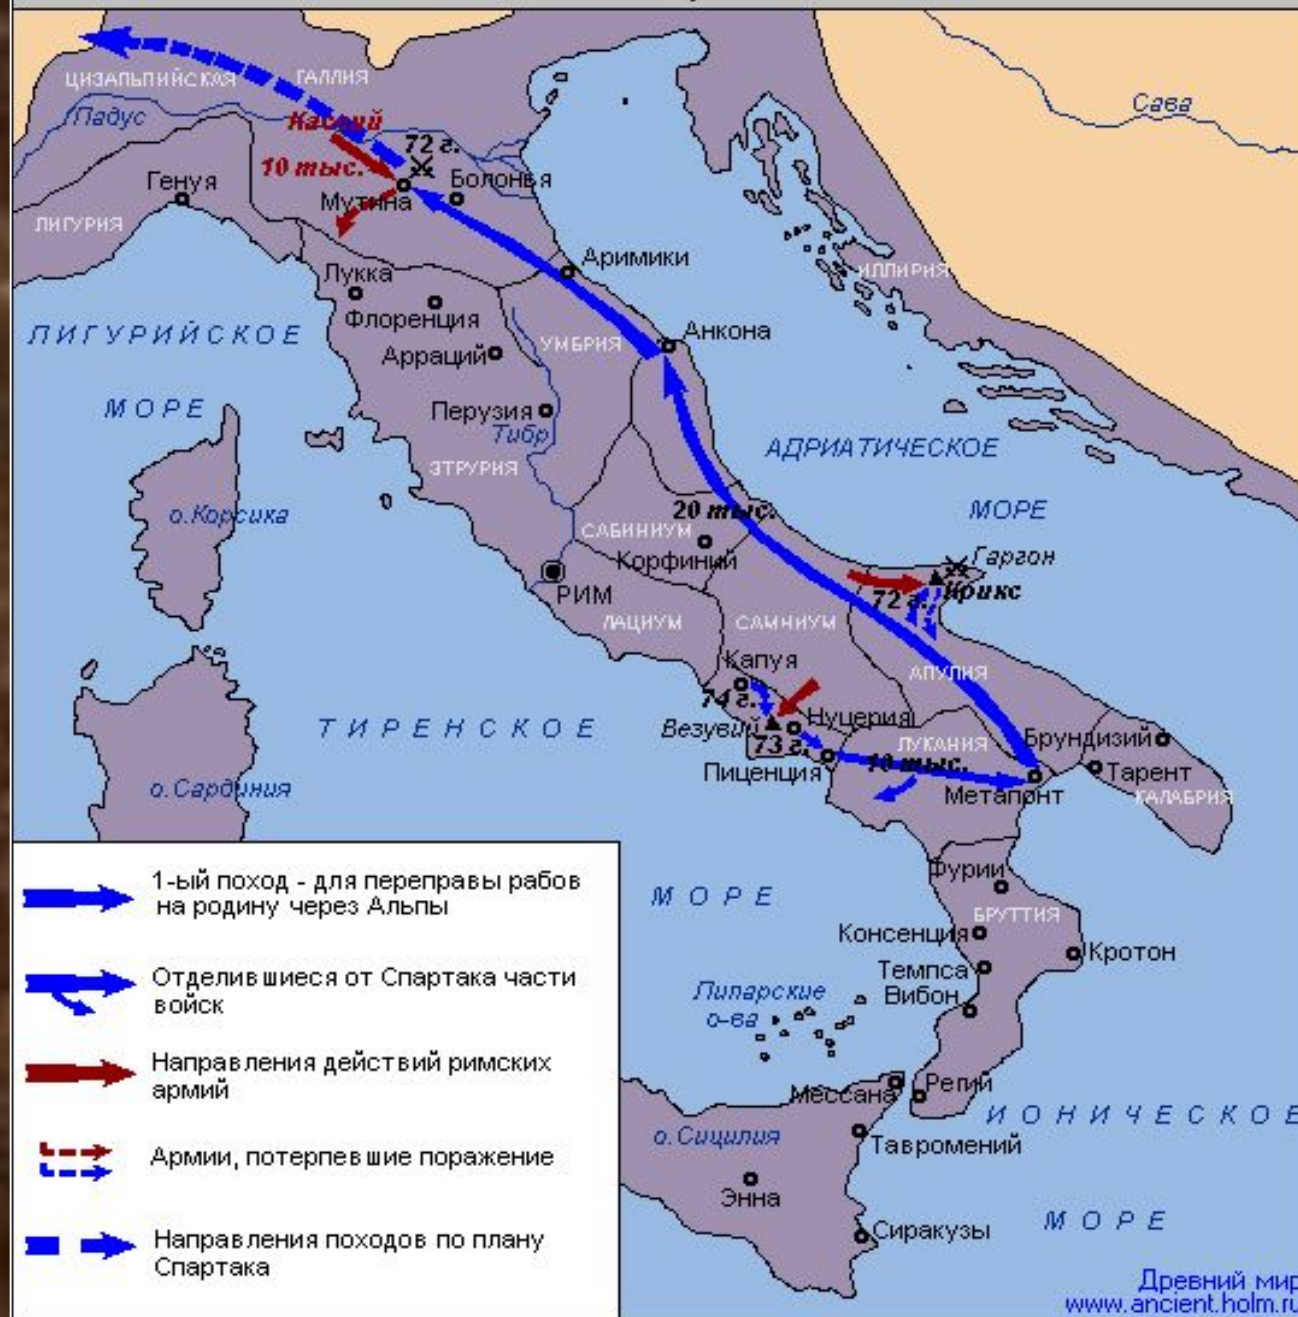 ЦИЗАЛЬПИЙСКАЯ ГАЛЛИЯ
Падус
Кассий
10 тыс.
72 г.
Сава
Генуя
Мутина
Болонья
ЛИГУРИЯ
Аримики
ИЛЛИРИЯ
Лукка
Флоренция
ЛИГУРИЙСКОЕ
МОРЕ
УМБРИЯ
Анкона
Арраций
Перузия
Тибр
АДРИАТИЧЕСКОЕ
МОРЕ
ЭТРУРИЯ
о.Корсика
20 тыс.
САБИНИУМ
Корфиний
Гаргон
Крикс
72 г.
РИМ
ЛАЦИУМ
САМНИУМ
Капуя
АПУЛИЯ
74 г.
Везувий
Нуцерия
73 г.
ТИРЕНСКОЕ
ЛУКАНИЯ
Брундизий
Пиценция
10 тыс.
Тарент
Метапонт
КАЛАБРИЯ
о.Сардиния
Фурии
МОРЕ
БРУТТИЯ
Консенция
Кротон
Темпса
Вибон
Липарские
о-ва
Мессана
Регий
ИОНИЧЕСКОЕ
о.Сицилия
Тавромений
Энна
МОРЕ
Сиракузы
1-ый поход - для переправы рабов
на родину через Альпы
Отделившиеся от Спартака части
войск
Направления действий римских
армий
Армии, потерпевшие поражение
Направления походов по плану
Спартака
Древний мир
www.ancient.holm.ru